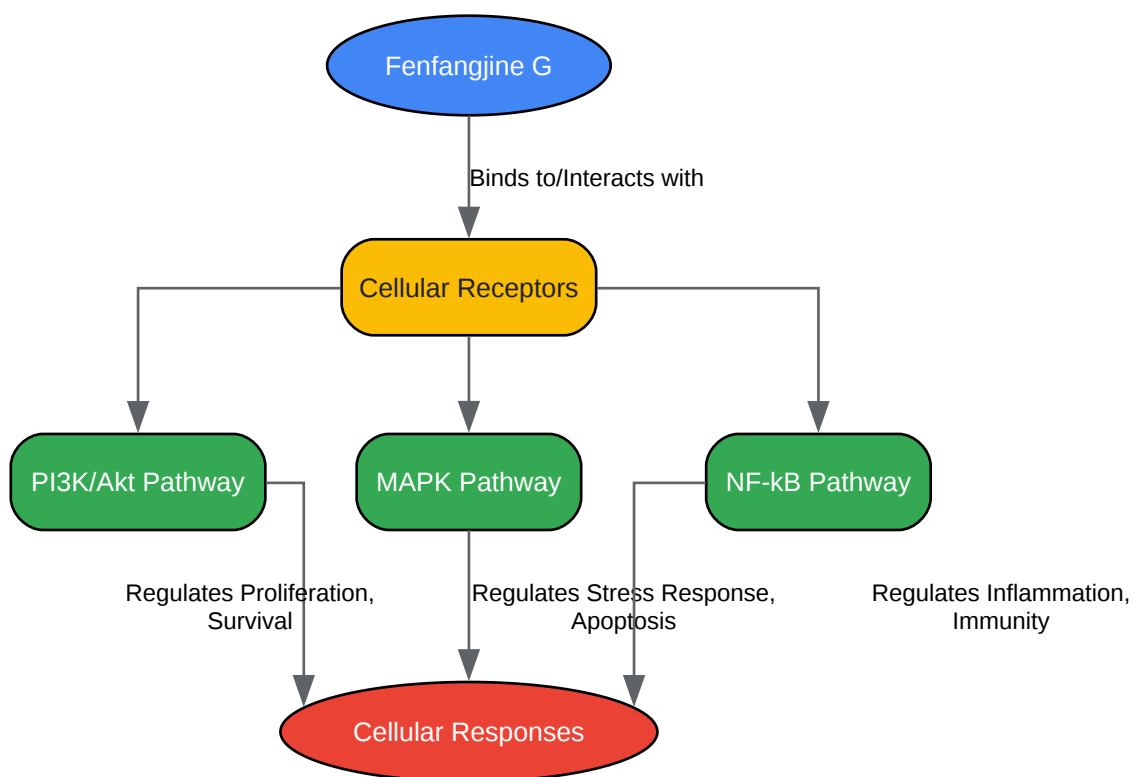 Fenfangjine G
Binds to/Interacts with
Cellular Receptors
PI3K/Akt Pathway
MAPK Pathway
NF-kB Pathway
Regulates Proliferation,
Survival
Regulates Stress Response,
Apoptosis
Regulates Inflammation,
Immunity
Cellular Responses